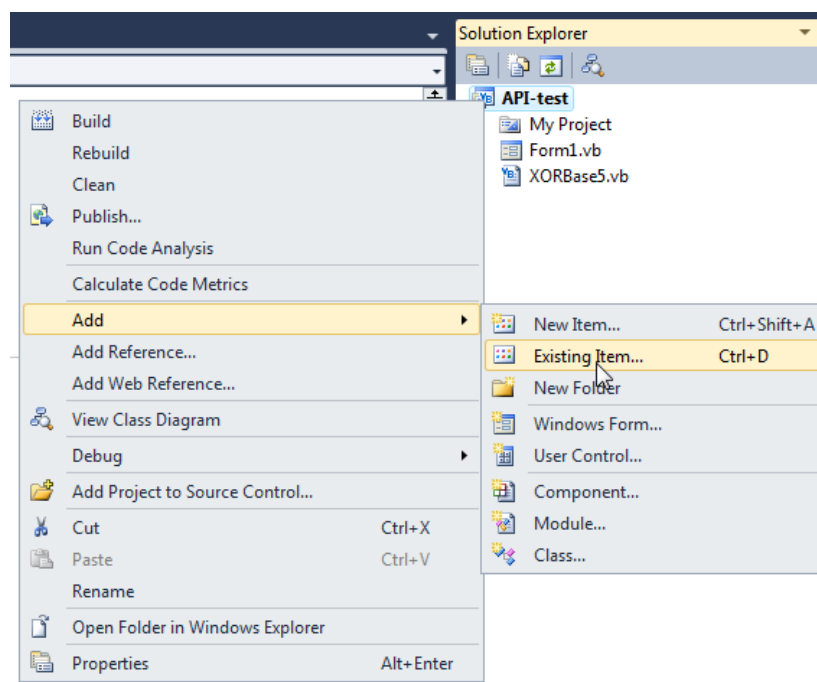 Solution Explorer
API-test
My Project
Form1.vb
XORBase5.vb
Build
Rebuild
Clean
Publish...
Run Code Analysis
Calculate Code Metrics
Add
Add Reference...
Add Web Reference...
View Class Diagram
Debug
Add Project to Source Control...
Cut Ctrl+X
Paste Ctrl+V
Rename
Open Folder in Windows Explorer
Properties Alt+Enter
New Item... Ctrl+Shift+A
Existing Item... Ctrl+D
New Folder
Windows Form...
User Control...
Component...
Module...
Class...